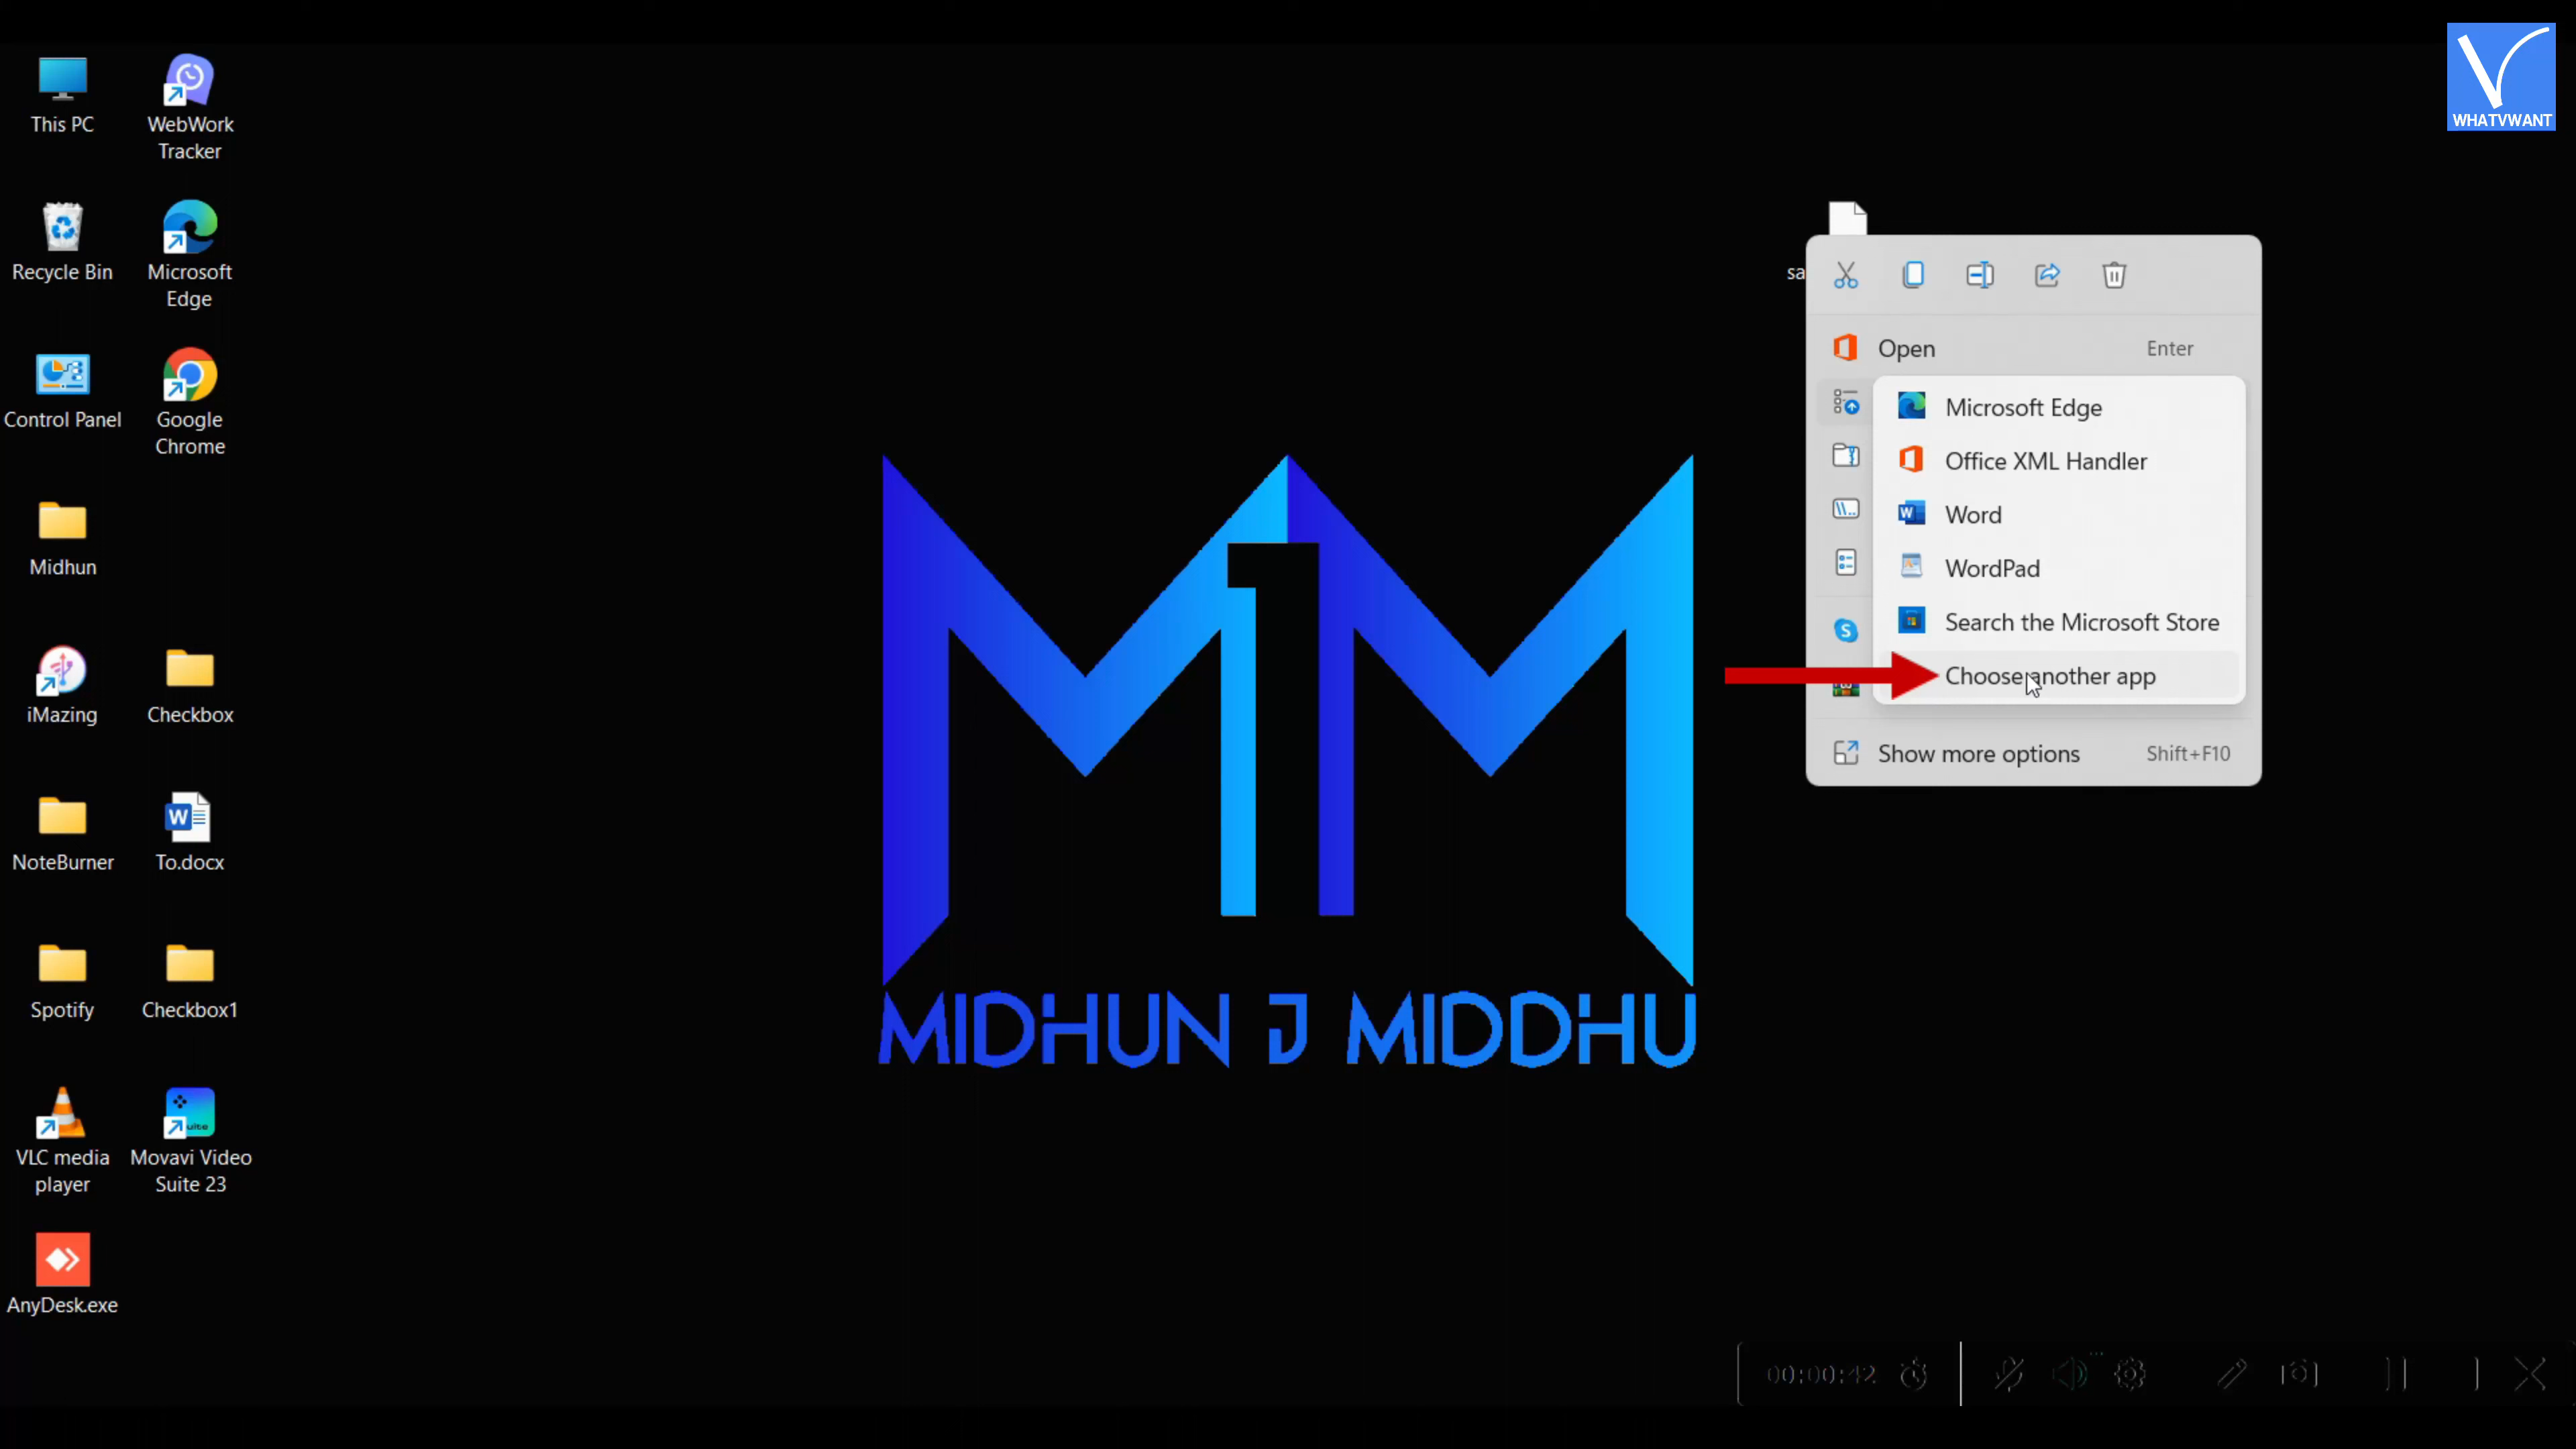 WHATVWANT
This PC
WebWork
Tracker
Recycle Bin
Microsoft
Edge
Control Panel
Google
Chrome
Midhun
iMazing
Checkbox
NoteBurner
To.docx
Spotify
Checkbox1
VLC media
player
Movavi Video
Suite 23
AnyDesk.exe
MIDHUN J MIDDHU
sa
Open Enter
Microsoft Edge
Office XML Handler
Word
WordPad
Search the Microsoft Store
Choose another app
Show more options Shift+F10
00:00:42